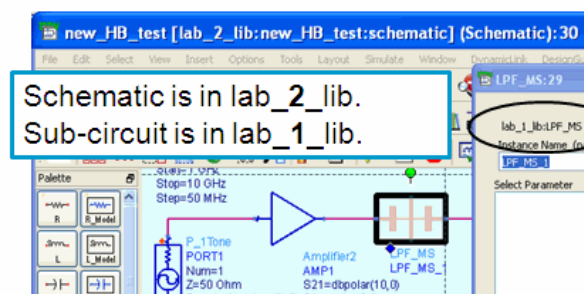 new_HB_test [lab_2_lib:new_HB_test:schematic] (Schematic):30
File Edit Select View Insert Options Tools Layout Simulate Window DynamicLink
LPF_MS:29
Schematic is in lab_2_lib.
Sub-circuit is in lab_1_lib.
lab_1_lib:LPF_MS
Instance Name
LPF_MS_1
Select Parameter
Palette
Stop=10 GHz
Step=50 MHz
R
R_Model
L
L_Model
P_1Tone
PORT1
Num=1
Z=50 Ohm
Amplifier2
AMP1
S21=dbpolar(10,0)
LPF_MS
LPF_MS_1